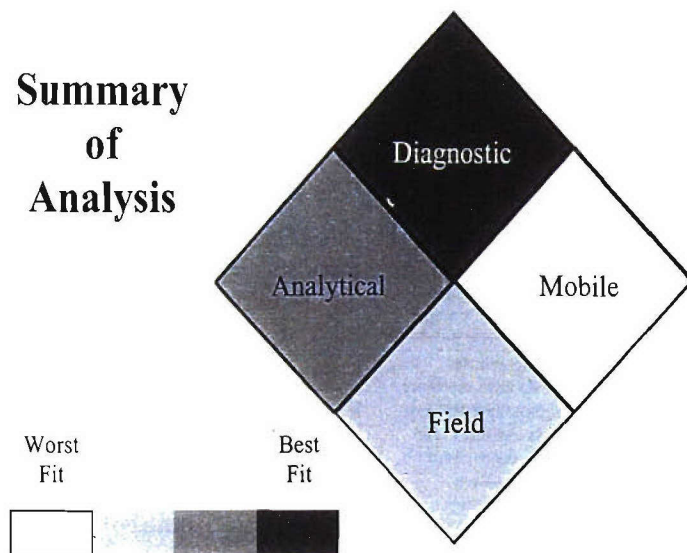 Summary
of
Analysis
Diagnostic
Analytical
Mobile
Field
Worst
Fit
Best
Fit